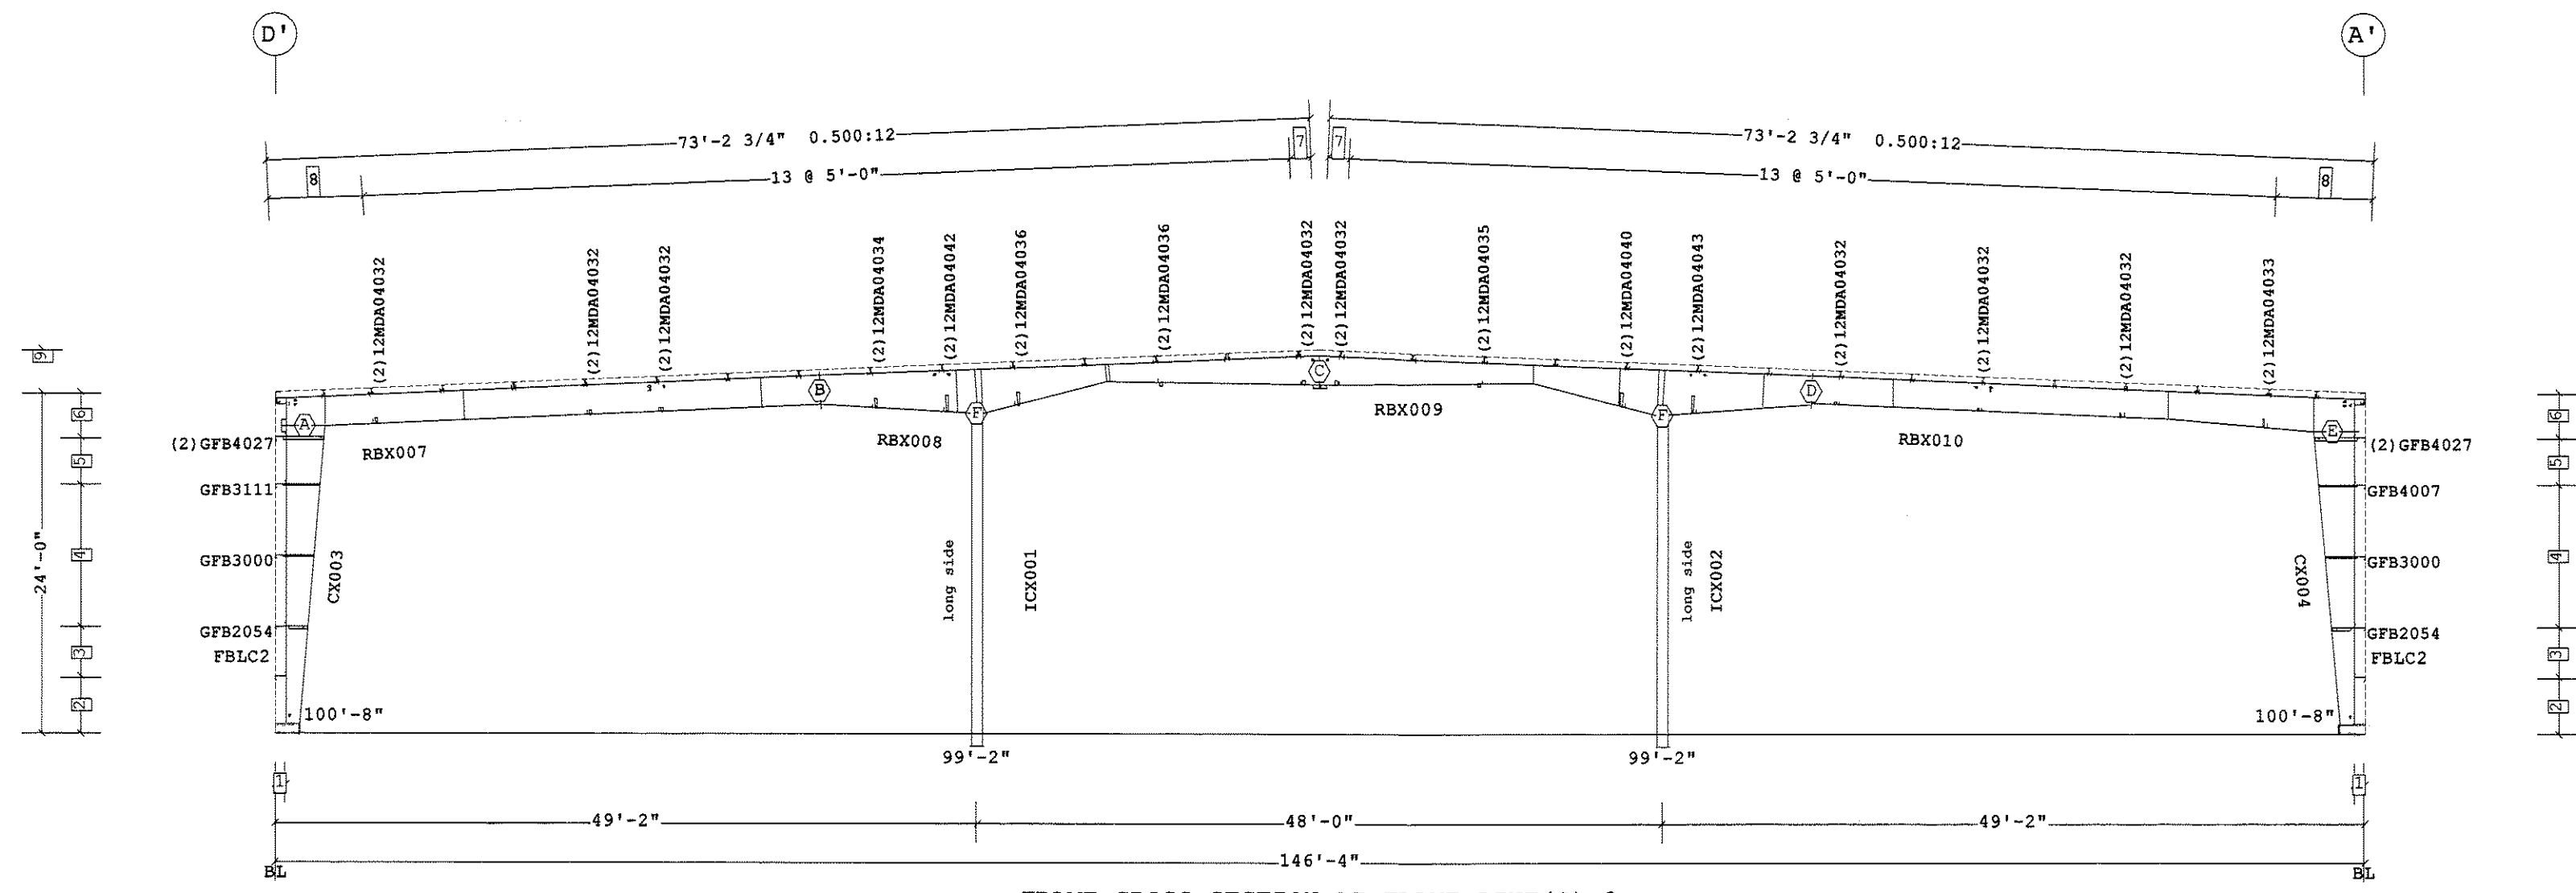 D'
A'
73'-2 3/4"  0.500:12
7
7
73'-2 3/4"  0.500:12
8
13 @ 5'-0"
13 @ 5'-0"
8
(2)12MDA04032
(2)12MDA04032
(2)12MDA04032
(2)12MDA04034
(2)12MDA04042
(2)12MDA04036
(2)12MDA04036
(2)12MDA04032
(2)12MDA04032
(2)12MDA04035
(2)12MDA04040
(2)12MDA04043
(2)12MDA04032
(2)12MDA04032
(2)12MDA04032
(2)12MDA04033
9
C
B
D
F
F
A
E
RBX009
RBX007
RBX008
RBX010
6
6
(2)GFB4027
(2)GFB4027
5
5
GFB3111
GFB4007
24'-0"
4
GFB3000
CX003
long side
ICX001
long side
ICX002
CX004
GFB3000
4
GFB2054
GFB2054
3
FBLC2
FBLC2
3
2
100'-8"
100'-8"
2
99'-2"
99'-2"
1
1
49'-2"
48'-0"
49'-2"
146'-4"
BL
BL